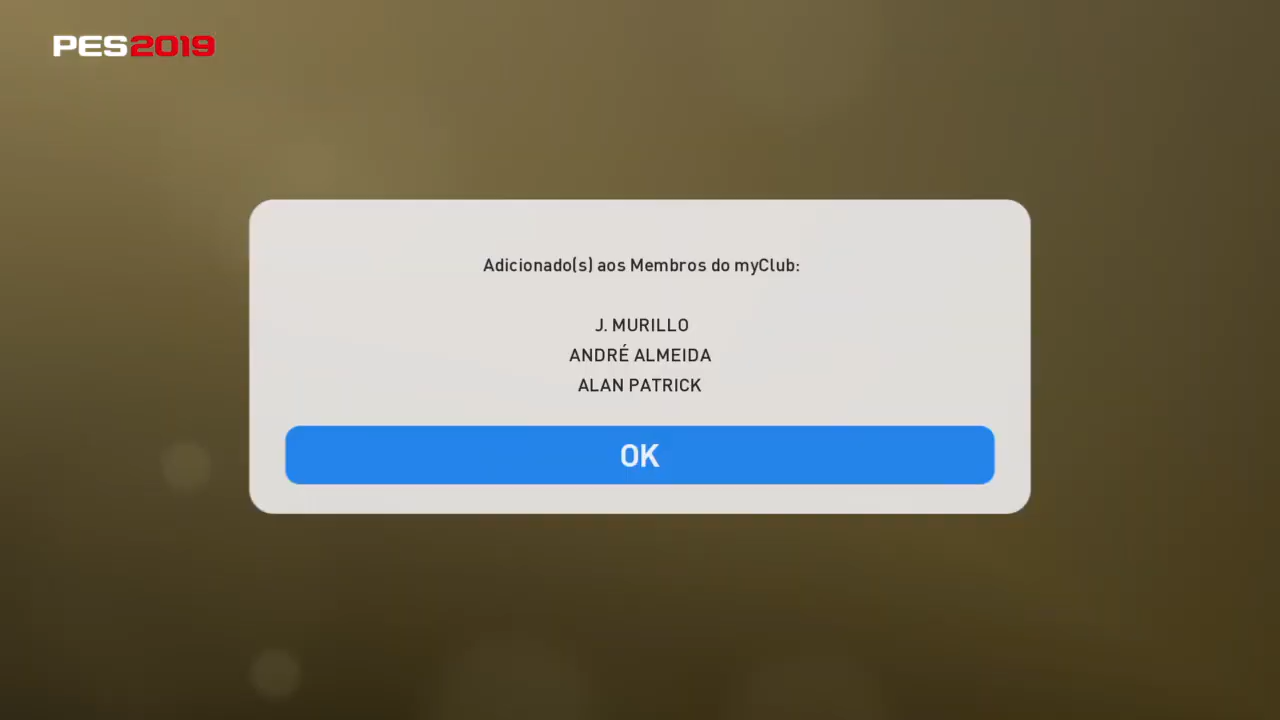 PES2019
Adicionado(s) aos Membros do myClub:
J. MURILLO
ANDRÉ ALMEIDA
ALAN PATRICK
OK